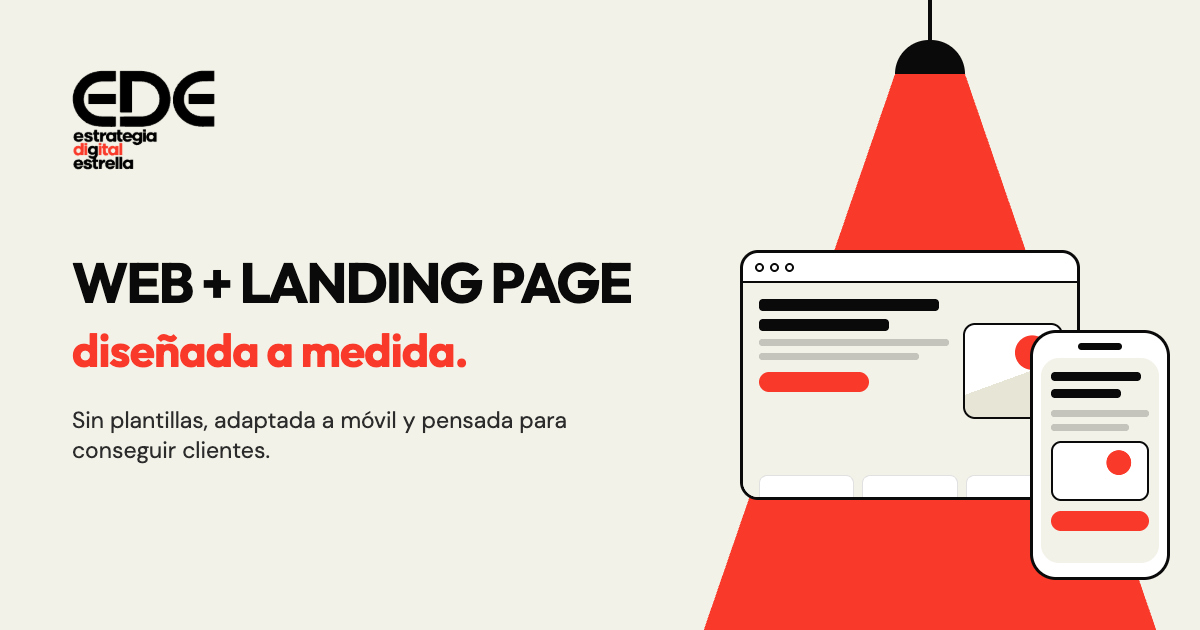 EDE
estrategia
digital
estrella
WEB + LANDING PAGE
diseñada a medida.
Sin plantillas, adaptada a móvil y pensada para
conseguir clientes.